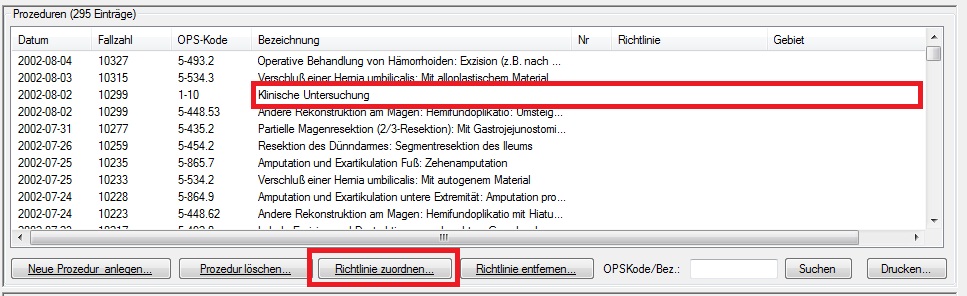 Prozeduren (295 Einträge)
Datum Fallzahl OPS-Kode Bezeichnung Nr Richtlinie Gebiet
2002-08-04 10327 5-493.2 Operative Behandlung von Hämorrhoiden: Exzision (z.B. nach ...
2002-08-03 10315 5-534.3 Verschluß einer Hernia umbilicalis: Mit alloplastischem Material
2002-08-02 10299 1-10 Klinische Untersuchung
2002-08-02 10299 5-448.53 Andere Rekonstruktion am Magen: Hemifundoplikatio: Umsteig...
2002-07-31 10277 5-435.2 Partielle Magenresektion (2/3-Resektion): Mit Gastrojejunostomi...
2002-07-26 10259 5-454.2 Resektion des Dünndarmes: Segmentresektion des Ileums
2002-07-25 10235 5-865.7 Amputation und Exartikulation Fuß: Zehenamputation
2002-07-25 10233 5-534.2 Verschluß einer Hernia umbilicalis: Mit autogenem Material
2002-07-24 10228 5-864.9 Amputation und Exartikulation untere Extremität: Amputation pro...
2002-07-24 10223 5-448.62 Andere Rekonstruktion am Magen: Hemifundoplikatio mit Hiatu...
Neue Prozedur anlegen... Prozedur löschen... Richtlinie zuordnen... Richtlinie entfernen... OPSKode/Bez.: Suchen Drucken...